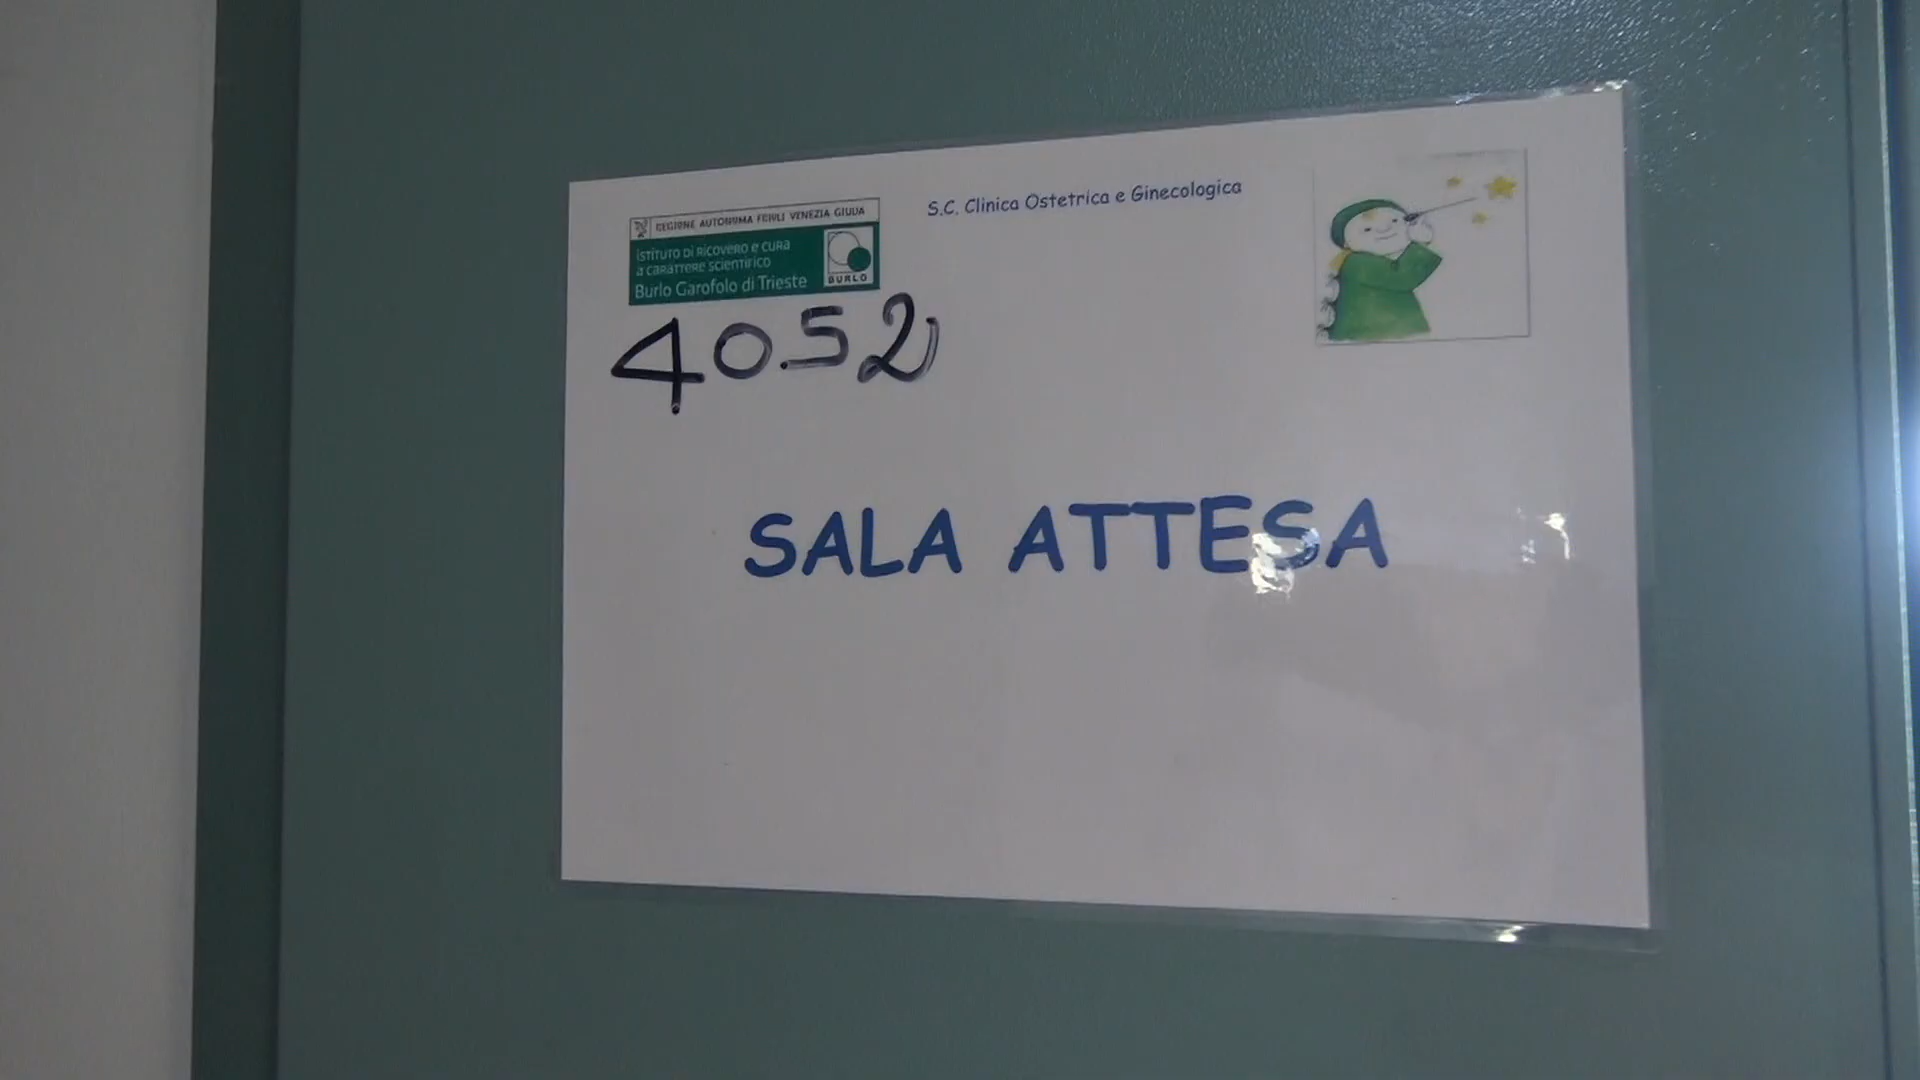 REGIONE AUTONOMA FRIULI VENEZIA GIULIA
ISTITUTO DI RICOVERO E CURA
A CARATTERE SCIENTIFICO
Burlo Garofolo di Trieste
BURLO
S.C. Clinica Ostetrica e Ginecologica
4052
SALA ATTESA